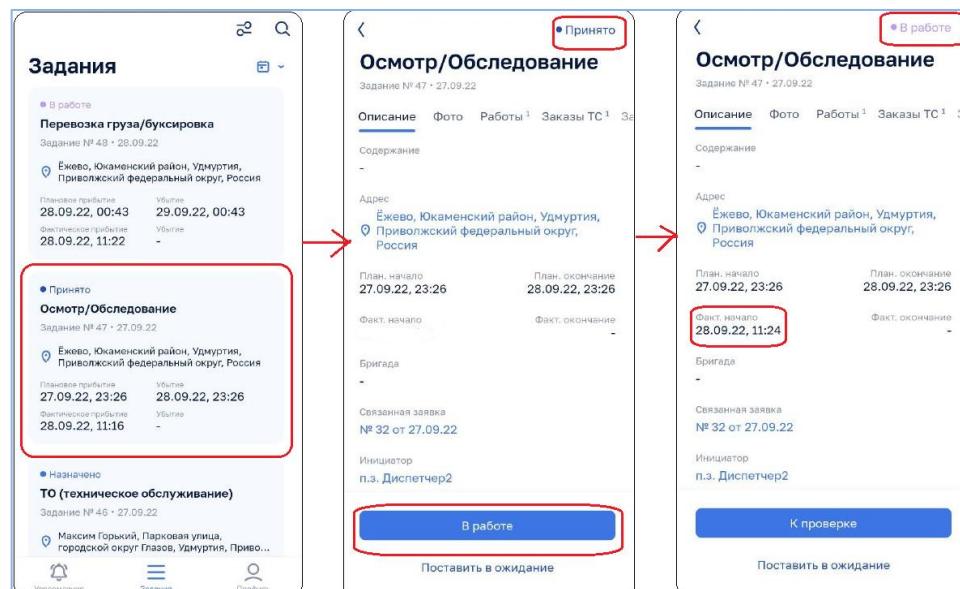 Задания
В работе
Перевозка груза/буксировка
Задание № 48 • 28.09.22
Ёжево, Юкаменский район, Удмуртия,
Приволжский федеральный округ, Россия
Плановое прибытие Убытие
28.09.22, 00:43 29.09.22, 00:43
Фактическое прибытие Убытие
28.09.22, 11:22 -
Принято
Осмотр/Обследование
Задание № 47 • 27.09.22
Ёжево, Юкаменский район, Удмуртия,
Приволжский федеральный округ, Россия
Плановое прибытие Убытие
27.09.22, 23:26 28.09.22, 23:26
Фактическое прибытие Убытие
28.09.22, 11:16 -
Назначено
ТО (техническое обслуживание)
Задание № 46 • 27.09.22
Максим Горький, Парковая улица,
городской округ Глазов, Удмуртия, Приво...
Принято
Осмотр/Обследование
Задание № 47 • 27.09.22
Описание Фото Работы 1 Заказы ТС 1 За
Содержание
-
Адрес
Ёжево, Юкаменский район, Удмуртия,
Приволжский федеральный округ,
Россия
План. начало План. окончание
27.09.22, 23:26 28.09.22, 23:26
Факт. начало Факт. окончание
-
Бригада
-
Связанная заявка
№ 32 от 27.09.22
Инициатор
п.з. Диспетчер2
В работе
Поставить в ожидание
В работе
Осмотр/Обследование
Задание № 47 • 27.09.22
Описание Фото Работы 1 Заказы ТС 1
Содержание
-
Адрес
Ёжево, Юкаменский район, Удмуртия,
Приволжский федеральный округ,
Россия
План. начало План. окончание
27.09.22, 23:26 28.09.22, 23:26
Факт. начало Факт. окончание
28.09.22, 11:24 -
Бригада
-
Связанная заявка
№ 32 от 27.09.22
Инициатор
п.з. Диспетчер2
К проверке
Поставить в ожидание